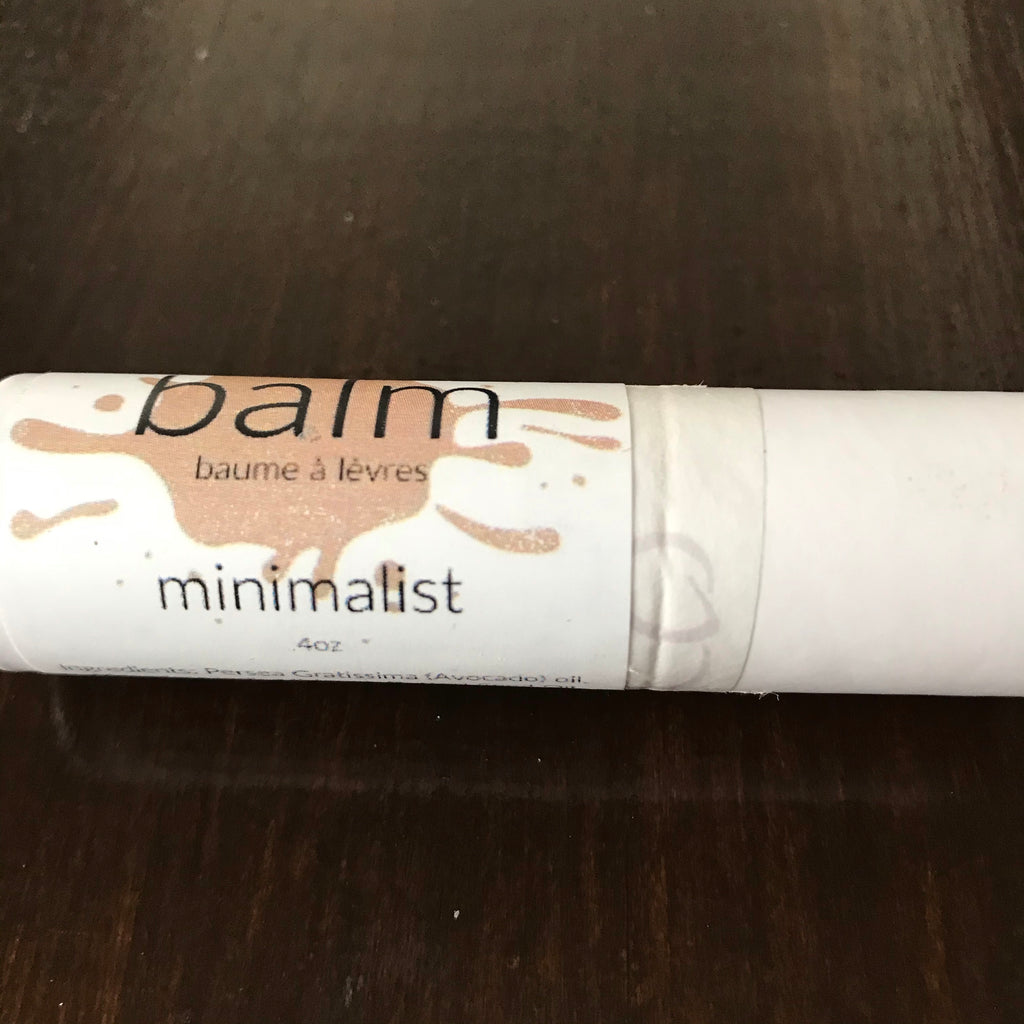 balm
baume à lèvres
minimalist
.4oz
Ingredients: Persea Gratissima (Avocado) oil,